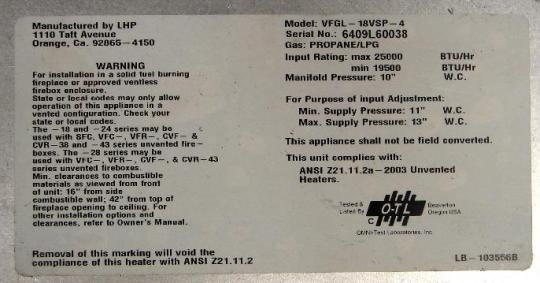 Manufactured by LHP
1110 Taft Avenue
Orange, Ca. 92865-4150
WARNING
For installation in a solid fuel burning
fireplace or approved ventless
firebox enclosure.
State or local codes may only allow
operation of this appliance in a
vented configuration. Check your
state or local codes.
The -18 and -24 series may be
used with SFC, VFC-, VFR-, CVF- &
CVR-38 and -43 series unvented fire-
boxes. The -28 series may be
used with VFC-, VFR-, CVF-, & CVR-43
series unvented fireboxes.
Min. clearances to combustible
materials as viewed from front
of unit: 16" from side
combustible wall; 42" from top of
fireplace opening to ceiling. For
other installation options and
clearances, refer to Owner's Manual.
Removal of this marking will void the
compliance of this heater with ANSI Z21.11.2
Model: VFGL-18VSP-4
Serial No.: 6409L60038
Gas: PROPANE/LPG
Input Rating: max 25000 BTU/Hr
min 19500 BTU/Hr
Manifold Pressure: 10" W.C.
For Purpose of input Adjustment:
Min. Supply Pressure: 11" W.C.
Max. Supply Pressure: 13" W.C.
This appliance shall not be field converted.
This unit complies with:
ANSI Z21.11.2a-2003 Unvented
Heaters.
Tested & Listed By
C
O-TL
Beaverton
Oregon USA
OMNI-Test Laboratories, Inc.
LB-103556B